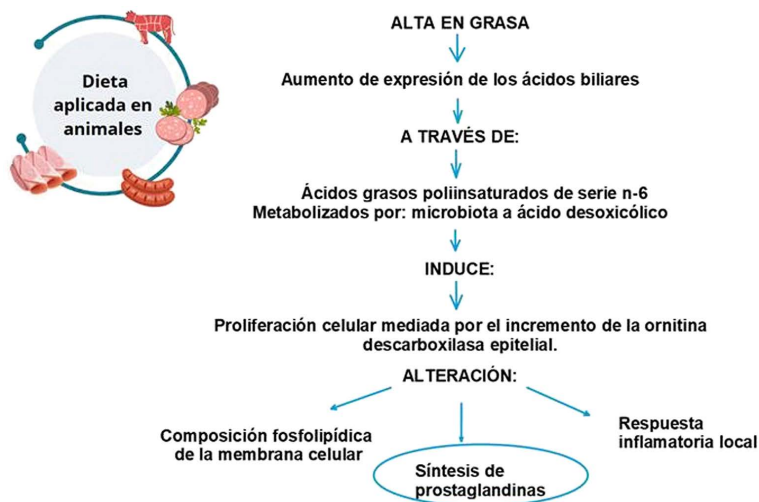 Dieta
aplicada en
animales
ALTA EN GRASA
Aumento de expresión de los ácidos biliares
A TRAVÉS DE:
Ácidos grasos poliinsaturados de serie n-6
Metabolizados por: microbiota a ácido desoxicólico
INDUCE:
Proliferación celular mediada por el incremento de la ornitina
descarboxilasa epitelial.
ALTERACIÓN:
Composición fosfolipídica
de la membrana celular
Síntesis de
prostaglandinas
Respuesta
inflamatoria local